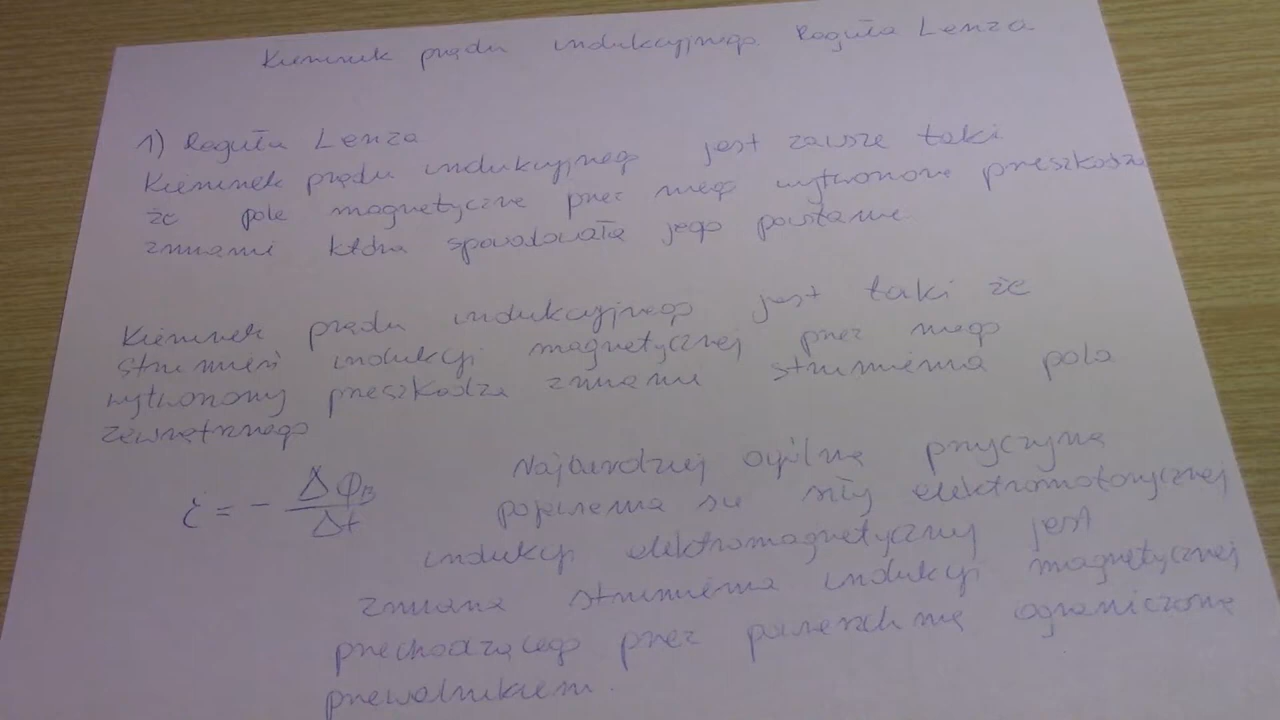 Kierunek prądu indukcyjnego. Reguła Lenza
1) Reguła Lenza
Kierunek prądu indukcyjnego jest zawsze taki
że pole magnetyczne przez niego wytworzone przeszkadza
zmianie która spowodowała jego powstanie
Kierunek prądu indukcyjnego jest taki że
strumień indukcji magnetycznej przez niego
wytworzony przeszkadza zmianie strumienia pola
zewnętrznego
Najbardziej ogólną przyczyną
ε = - ΔφB / Δt
pojawienia się siły elektromotorycznej
indukcji elektromagnetycznej jest
zmiana strumienia indukcji magnetycznej
przechodzącego przez powierzchnię ograniczoną
przewodnikiem.